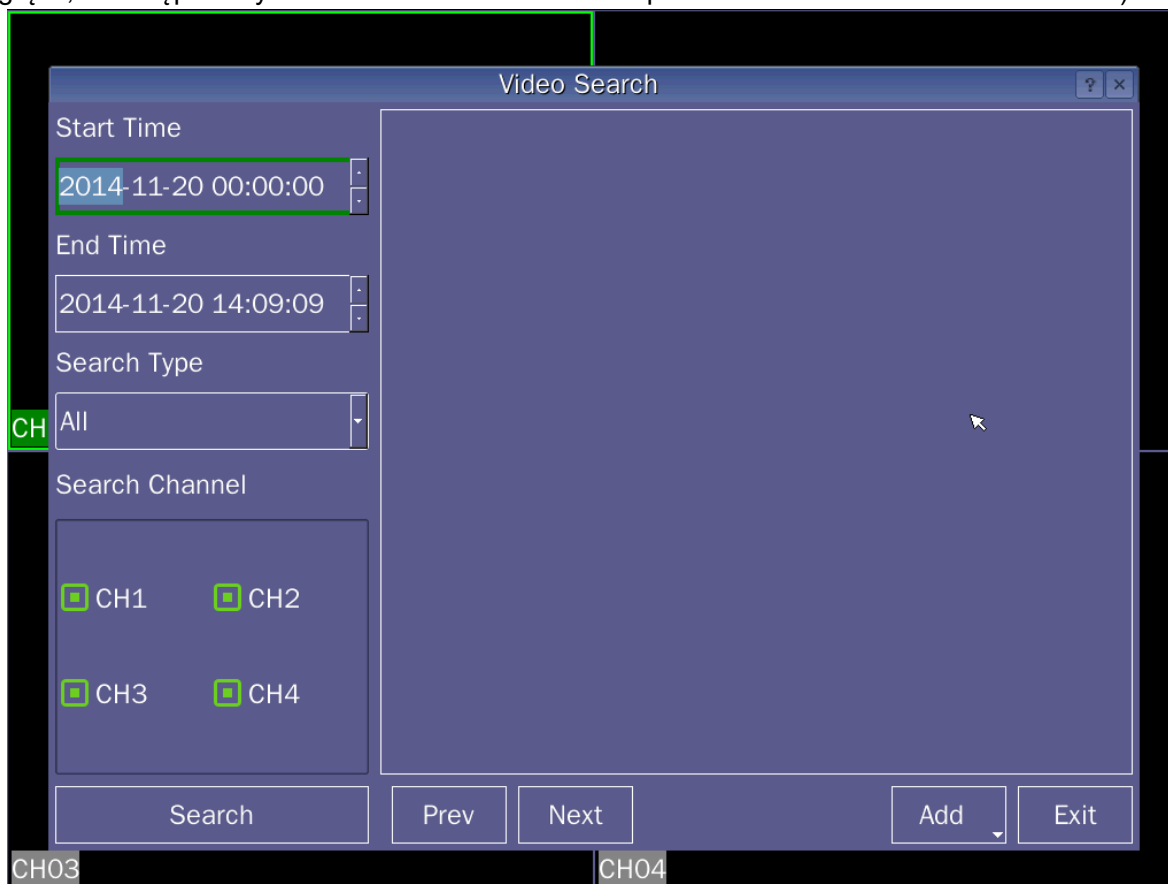 Video Search
? ×
Start Time
2014-11-20 00:00:00
End Time
2014-11-20 14:09:09
Search Type
All
CH
Search Channel
CH1 CH2
CH3 CH4
Search Prev Next Add Exit
CH03 CH04